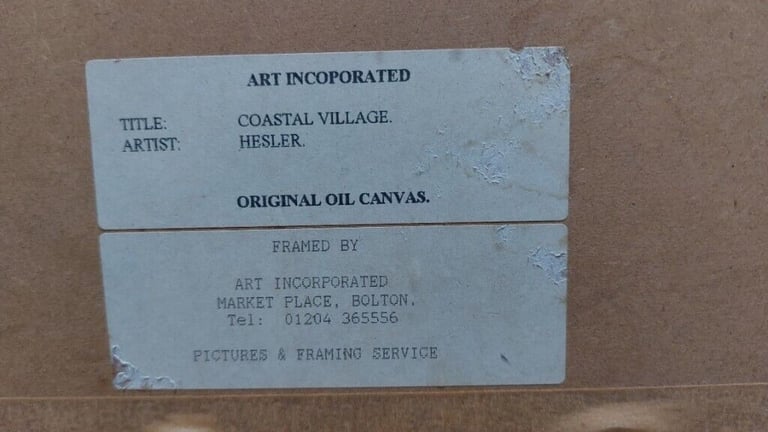 ART INCOPORATED
TITLE: COASTAL VILLAGE.
ARTIST: HESLER.
ORIGINAL OIL CANVAS.
FRAMED BY
ART INCORPORATED
MARKET PLACE, BOLTON.
Tel: 01204 365556
PICTURES & FRAMING SERVICE